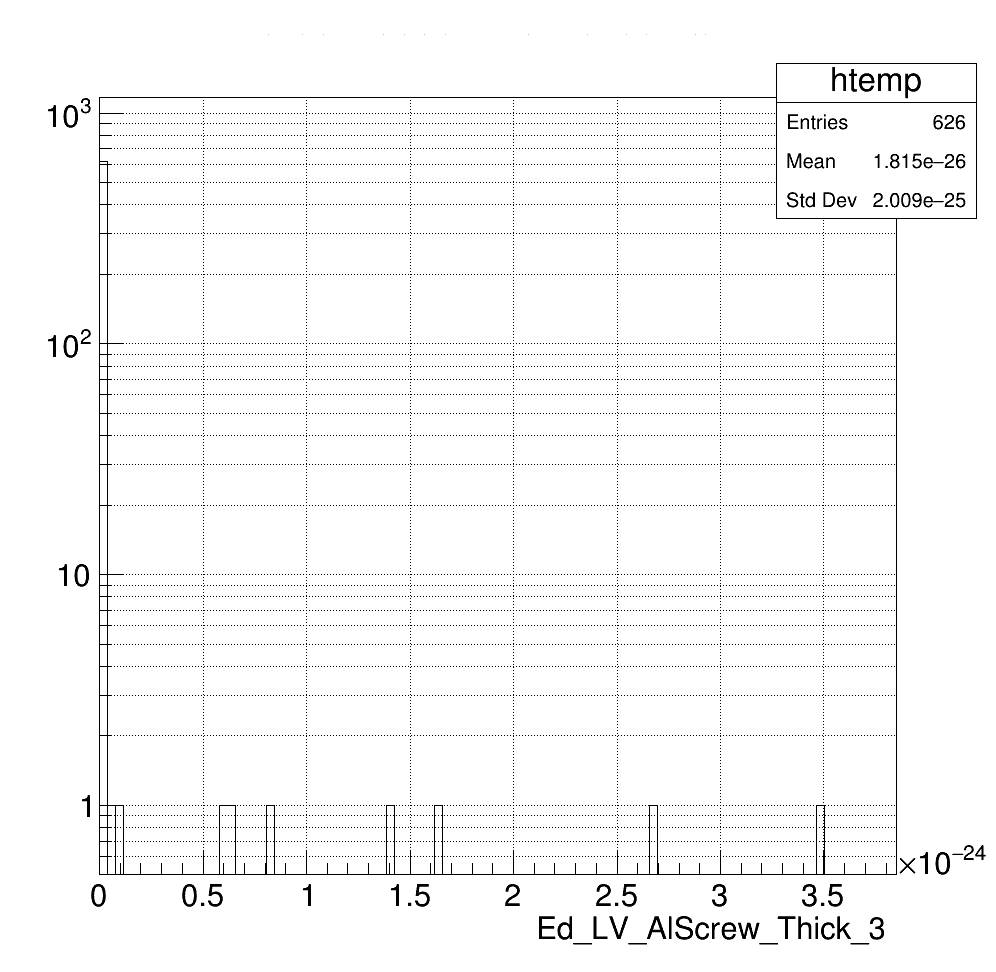 htemp
Entries 626
Mean 1.815e−26
Std Dev 2.009e−25
10³
10²
10
1
0 0.5 1 1.5 2 2.5 3 3.5
×10⁻²⁴
Ed_LV_AlScrew_Thick_3